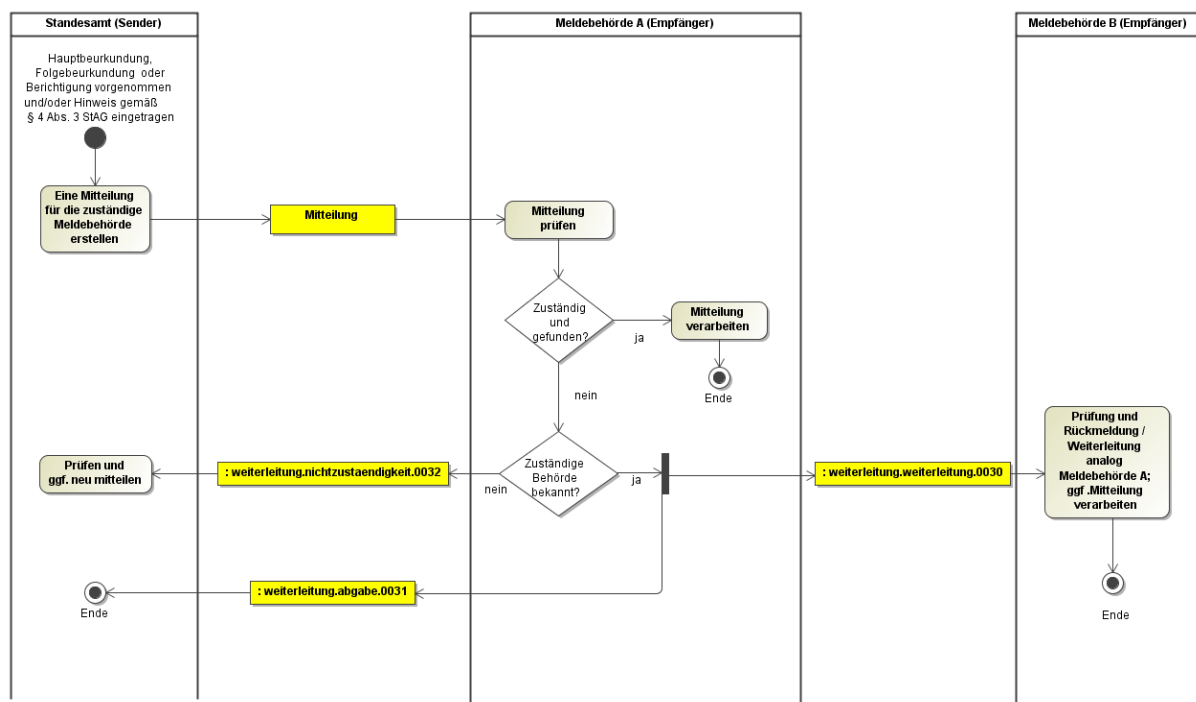 Standesamt (Sender)
Meldebehörde A (Empfänger)
Meldebehörde B (Empfänger)
Hauptbeurkundung,
Folgebeurkundung oder
Berichtigung vorgenommen
und/oder Hinweis gemäß
§ 4 Abs. 3 StAG eingetragen
Eine Mitteilung
für die zuständige
Meldebehörde
erstellen
Mitteilung
Mitteilung
prüfen
Zuständig
und
gefunden?
ja
Mitteilung
verarbeiten
Ende
nein
Prüfen und
ggf. neu mitteilen
: weiterleitung.nichtzustaendigkeit.0032
nein
Zuständige
Behörde
bekannt?
ja
: weiterleitung.weiterleitung.0030
Prüfung und
Rückmeldung /
Weiterleitung
analog
Meldebehörde A;
ggf .Mitteilung
verarbeiten
Ende
: weiterleitung.abgabe.0031
Ende